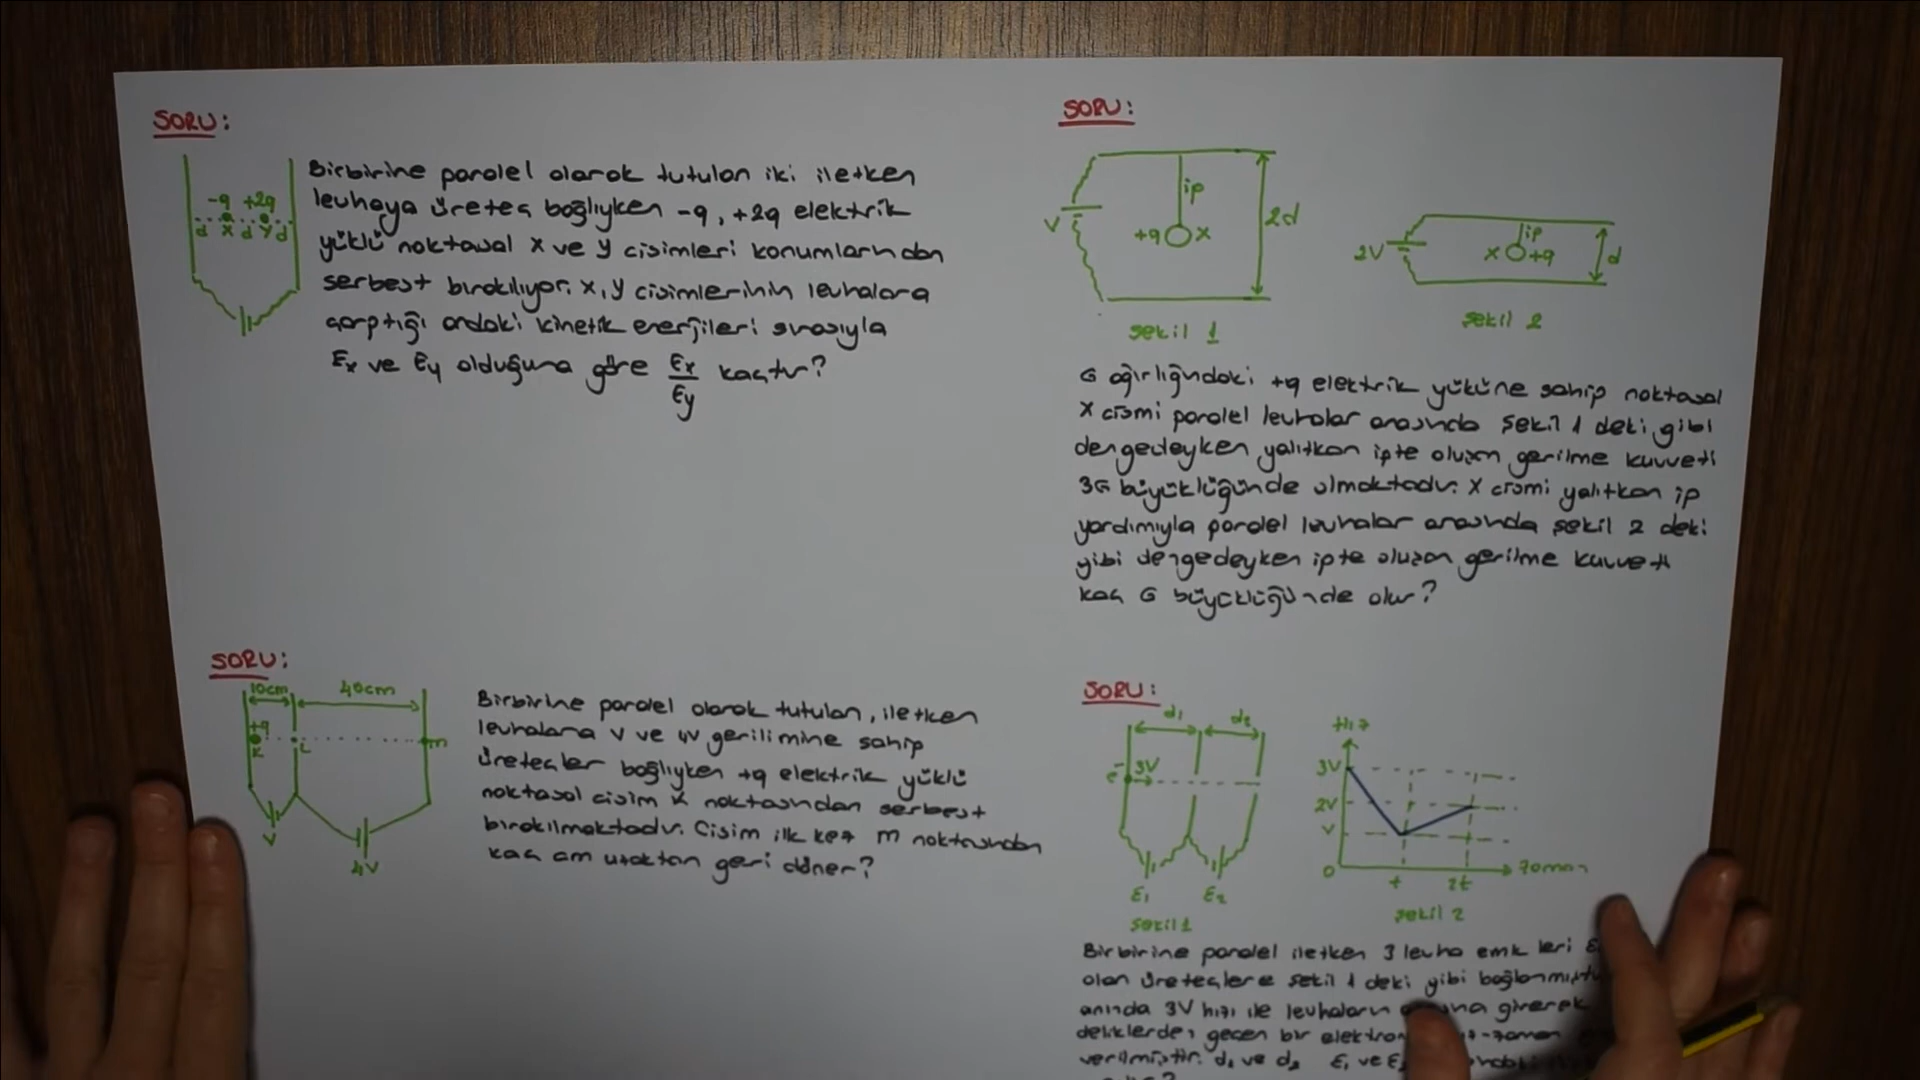 SORU:
-q +2q
d x d y d
Birbirine paralel olarak tutulan iki iletken
levhaya üreteç bağlıyken -q, +2q elektrik
yüklü noktasal X ve Y cisimleri konumlarından
serbest bırakılıyor. X, Y cisimlerinin levhalara
çarptığı andaki kinetik enerjileri sırasıyla
Ex ve Ey olduğuna göre Ex/Ey kaçtır?
SORU:
V
ip
+q X
2d
Şekil 1
2V
ip
X +q
d
Şekil 2
G ağırlığındaki +q elektrik yüküne sahip noktasal
X cismi paralel levhalar arasında Şekil 1 deki gibi
dengedeyken yalıtkan ipte oluşan gerilme kuvveti
3G büyüklüğünde olmaktadır. X cismi yalıtkan ip
yardımıyla paralel levhalar arasında şekil 2 deki
gibi dengedeyken ipte oluşan gerilme kuvveti
kaç G büyüklüğünde olur?
SORU:
10cm 40cm
+q
K L m
V
4V
Birbirine paralel olarak tutulan, iletken
levhalara V ve 4V gerilimine sahip
üreteçler bağlıyken +q elektrik yüklü
noktasal cisim K noktasından serbest
bırakılmaktadır. Cisim ilk kez m noktasından
kaç cm uzaktan geri döner?
SORU:
d₁ d₂
e⁻ 3V
ε₁ ε₂
Şekil 1
Hız
3V
2V
V
0 t 2t zaman
Şekil 2
Birbirine paralel iletken 3 levha emk leri
olan üreteçlere şekil 1 deki gibi bağlanmıştır
anında 3V hızı ile levhaların girerek
deliklerden geçen bir elektron zaman
verilmiştir. d₁ ve d₂ ε₁ ve